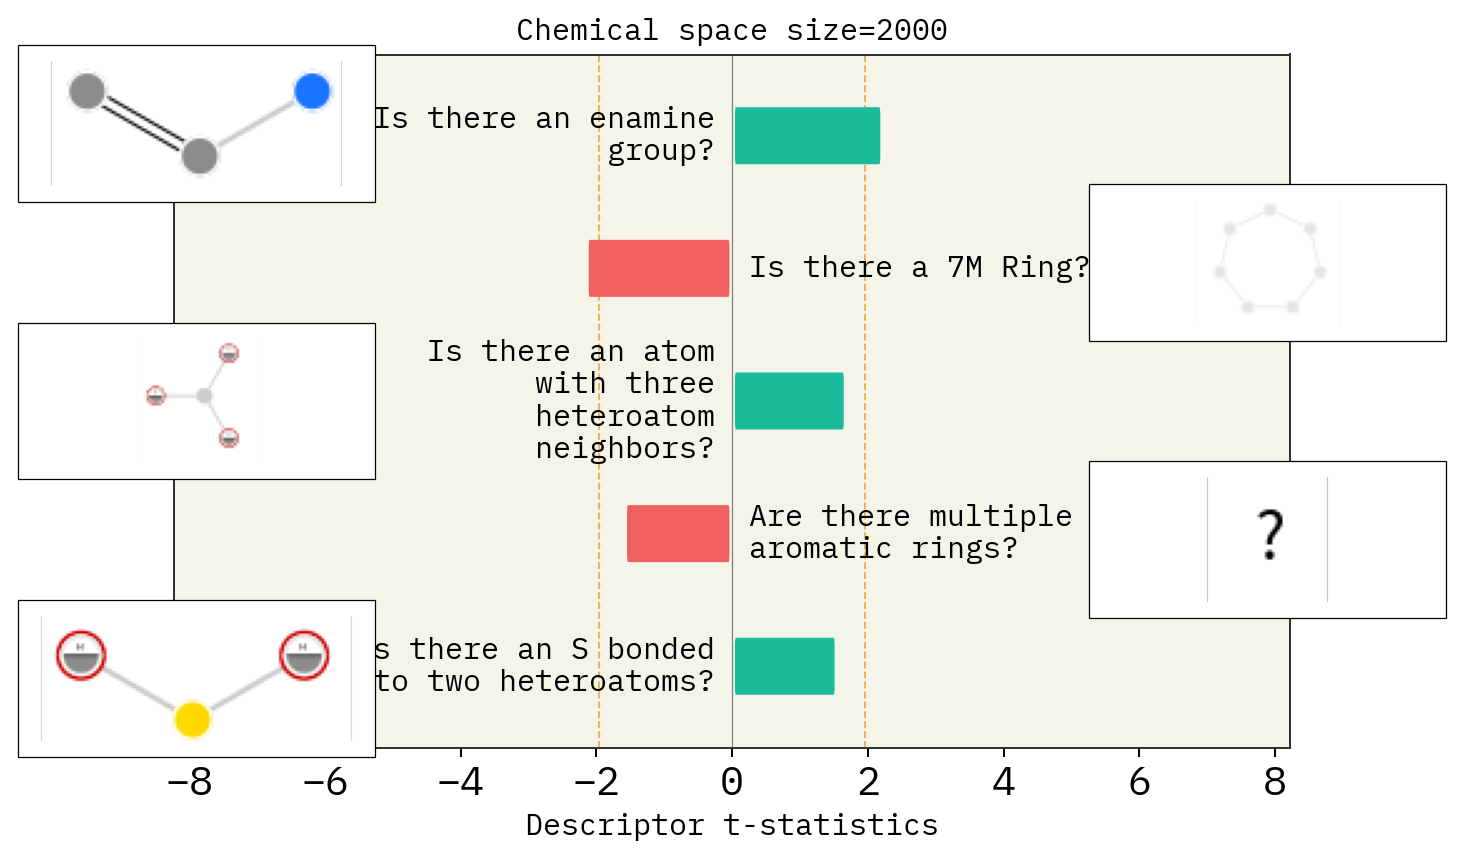 Chemical space size=2000
Is there an enamine
group?
Is there a 7M Ring?
Is there an atom
with three
heteroatom
neighbors?
Are there multiple
aromatic rings?
?
s there an S bonded
to two heteroatoms?
H
H
−8 −6 −4 −2 0 2 4 6 8
Descriptor t-statistics